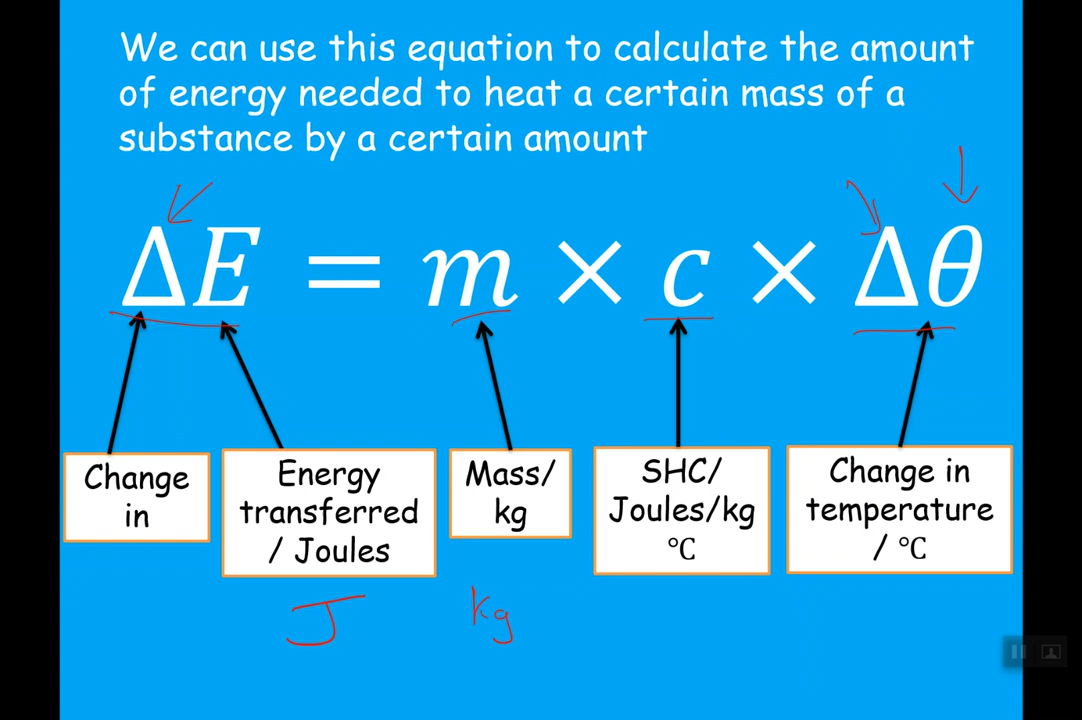 We can use this equation to calculate the amount
of energy needed to heat a certain mass of a
substance by a certain amount
ΔE = m × c × Δθ
Change
in
Energy
transferred
/ Joules
Mass/
kg
SHC/
Joules/kg
℃
Change in
temperature
/ ℃
J
kg